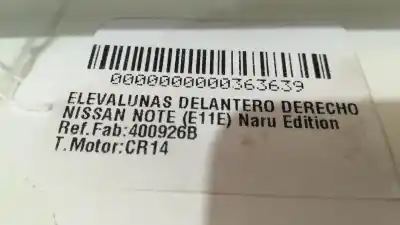 0000000000363639
ELEVALUNAS DELANTERO DERECHO
NISSAN NOTE (E11E) Naru Edition
Ref.Fab:400926B
T.Motor:CR14